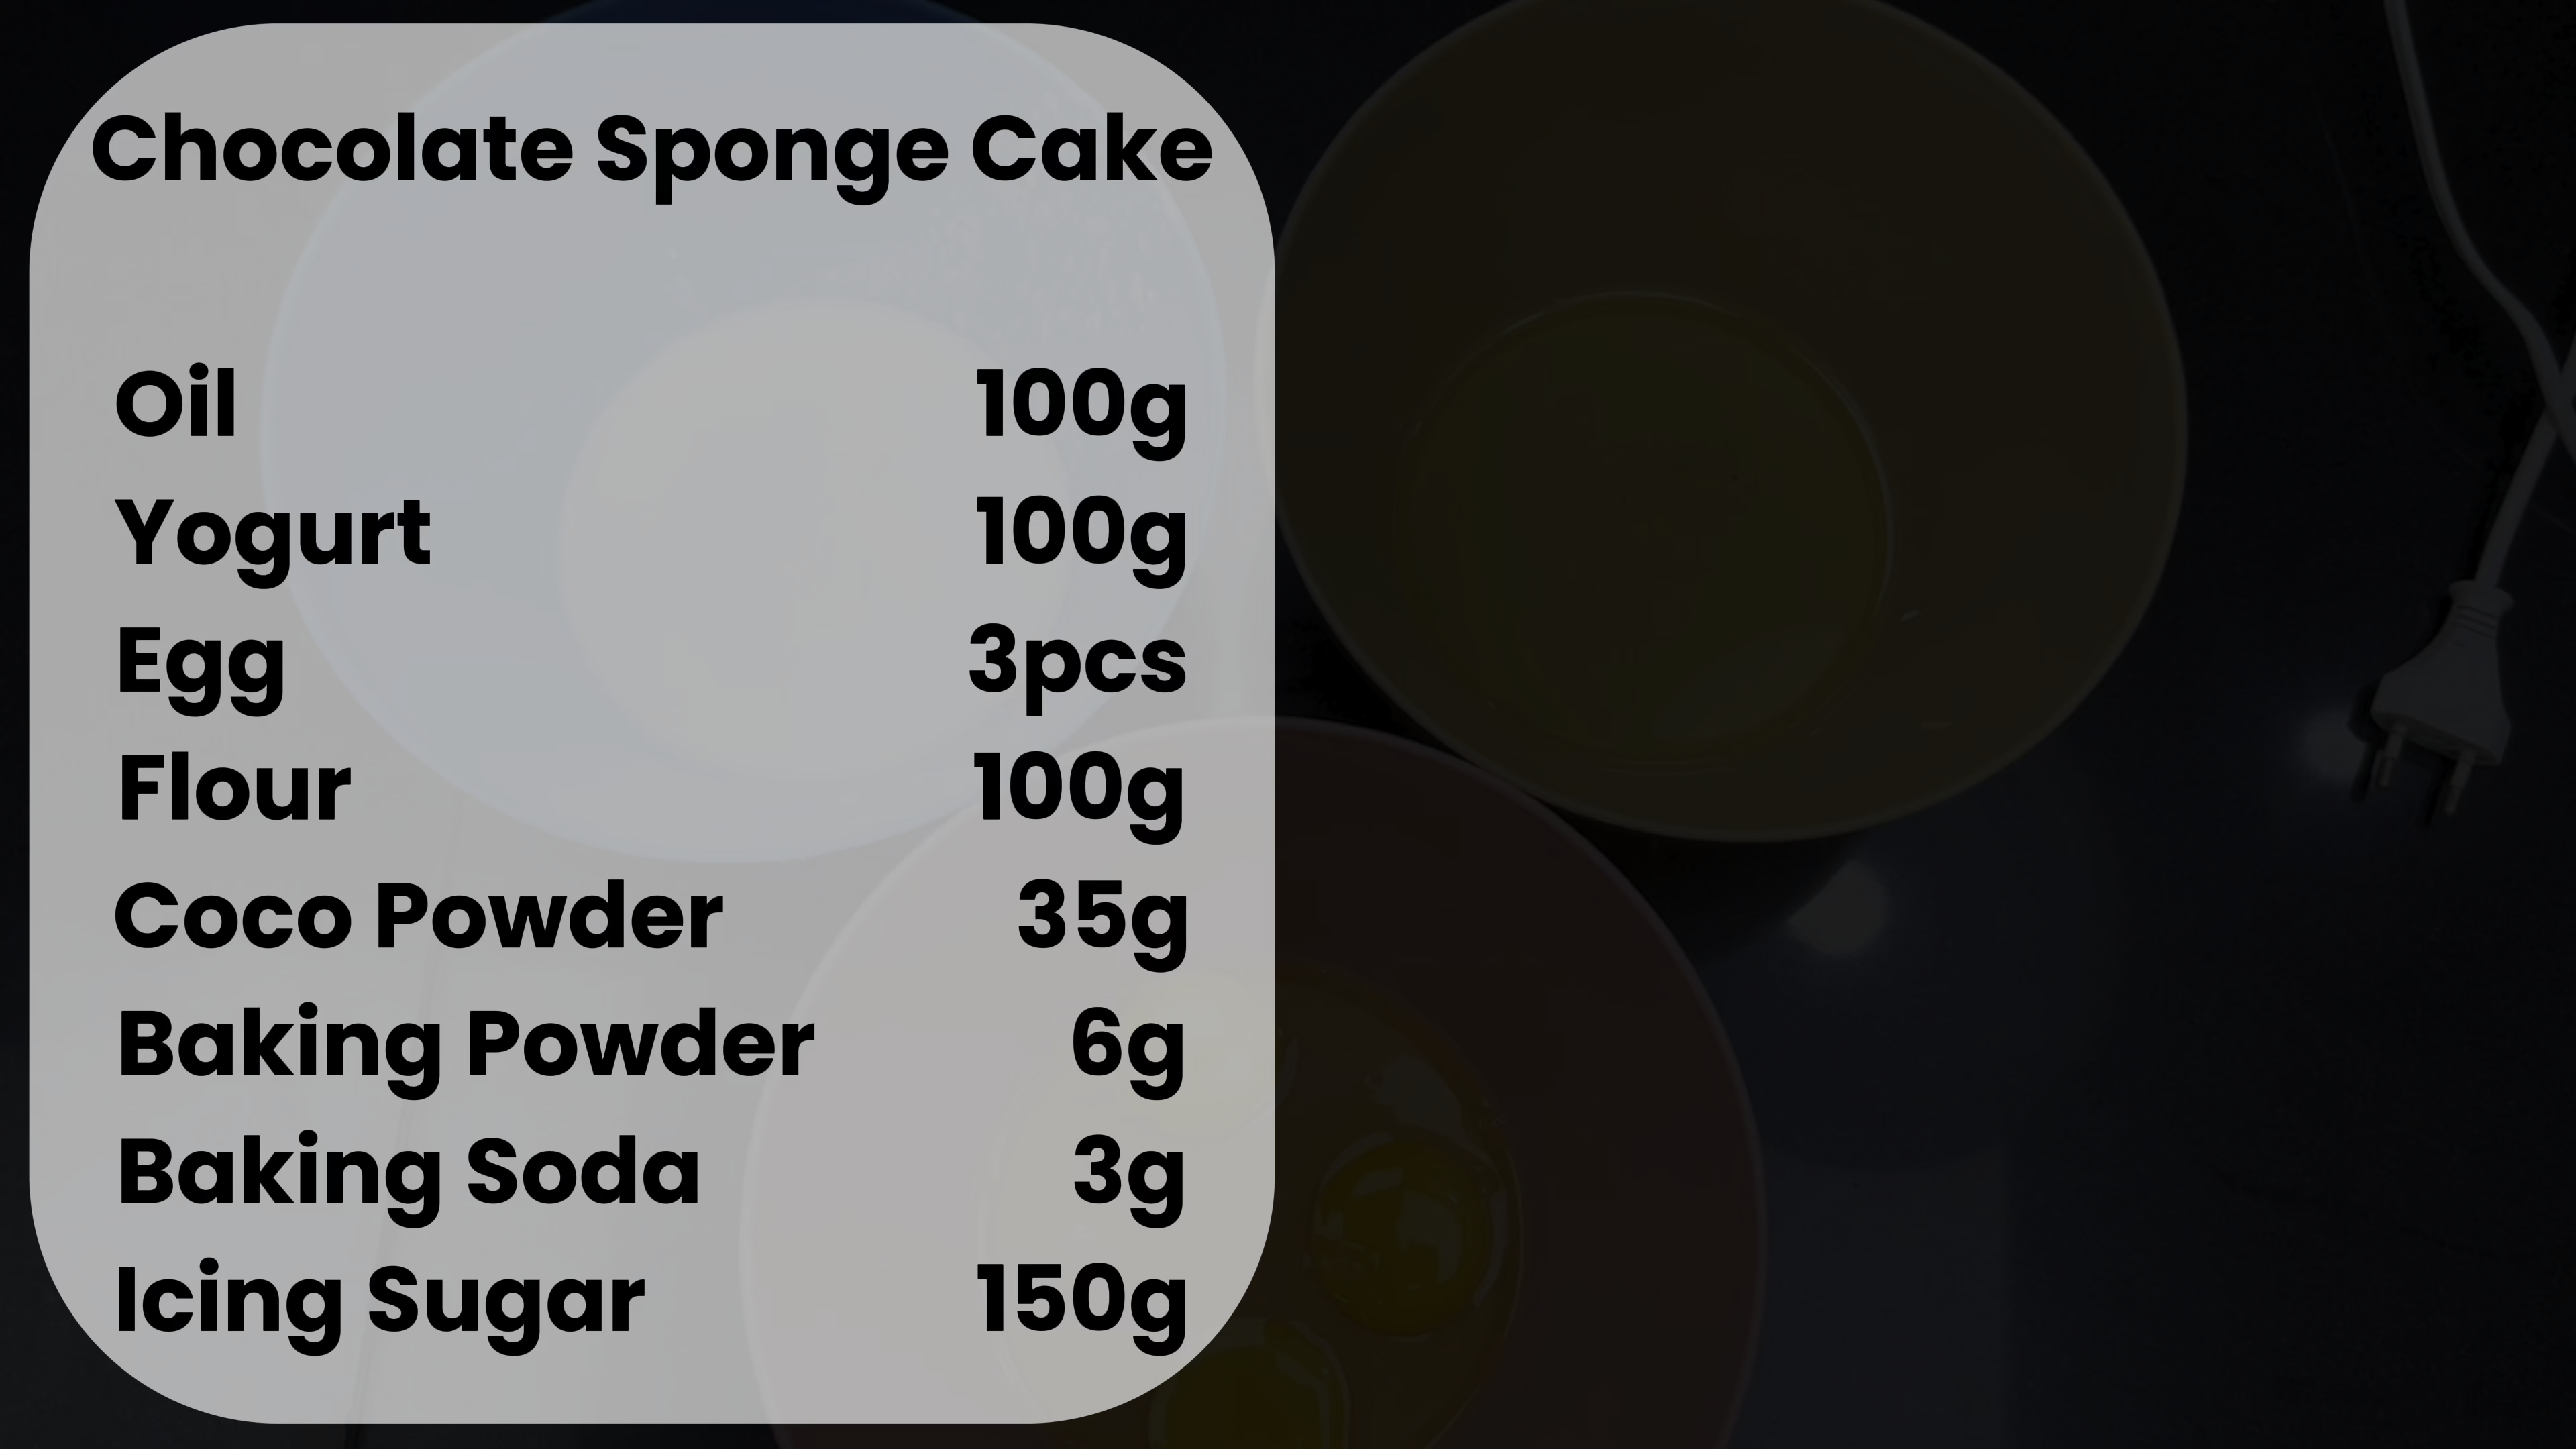 Chocolate Sponge Cake
Oil 100g
Yogurt 100g
Egg 3pcs
Flour 100g
Coco Powder 35g
Baking Powder 6g
Baking Soda 3g
Icing Sugar 150g